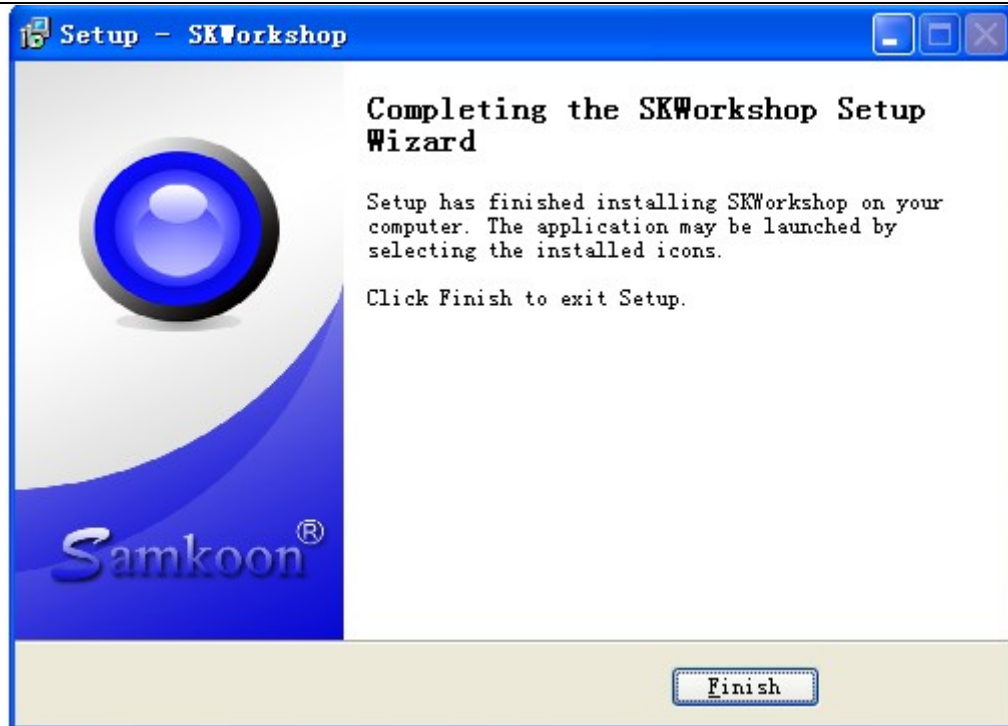 Setup - SKWorkshop
Completing the SKWorkshop Setup
Wizard
Setup has finished installing SKWorkshop on your
computer. The application may be launched by
selecting the installed icons.
Click Finish to exit Setup.
Samkoon®
Finish